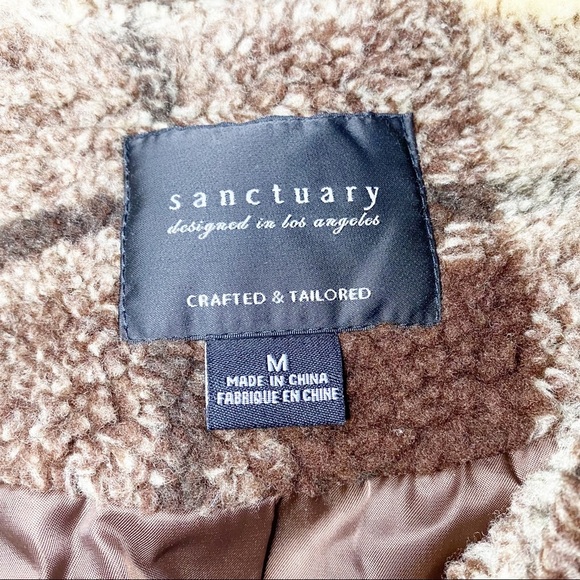 sanctuary
designed in los angeles
CRAFTED & TAILORED
M
MADE IN CHINA
FABRIQUE EN CHINE